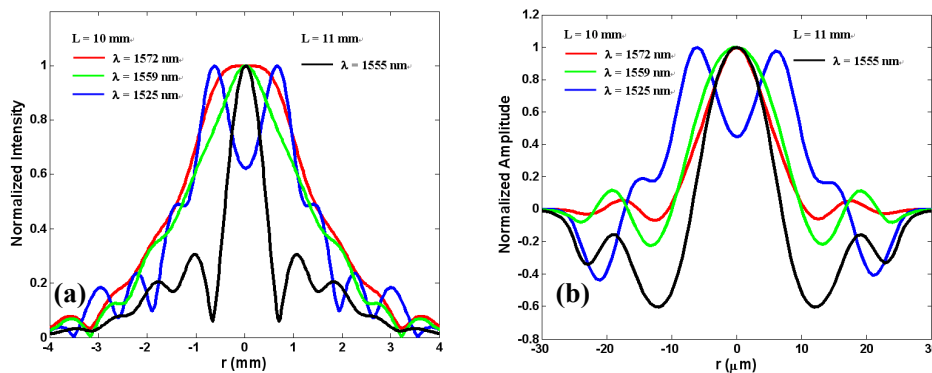 (a)
L = 10 mm
L = 11 mm
λ = 1572 nm
λ = 1559 nm
λ = 1525 nm
λ = 1555 nm
Normalized Intensity
1
0.8
0.6
0.4
0.2
0
-4
-3
-2
-1
0
1
2
3
4
r (mm)
(b)
L = 10 mm
L = 11 mm
λ = 1572 nm
λ = 1559 nm
λ = 1525 nm
λ = 1555 nm
Normalized Amplitude
1.2
1
0.8
0.6
0.4
0.2
0
-0.2
-0.4
-0.6
-0.8
-30
-20
-10
0
10
20
30
r (μm)